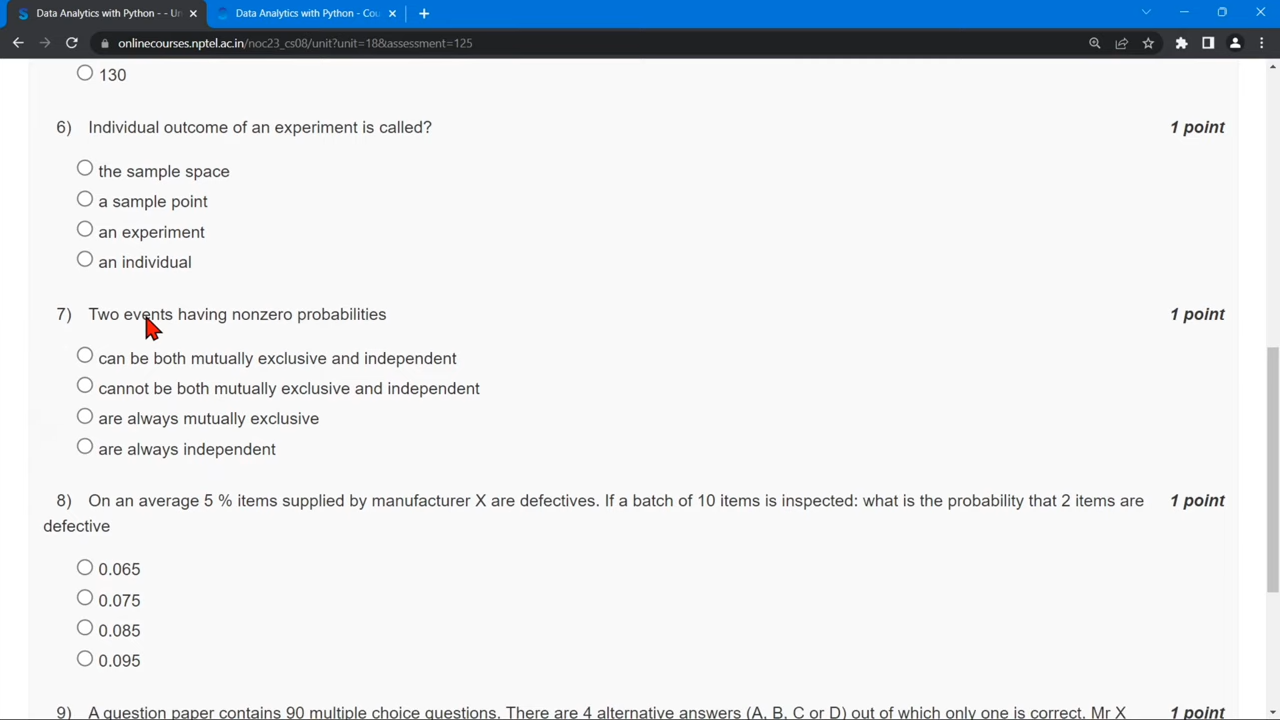 Data Analytics with Python - - Un
Data Analytics with Python - Cou
onlinecourses.nptel.ac.in/noc23_cs08/unit?unit=18&assessment=125
130
6) Individual outcome of an experiment is called? 1 point
the sample space
a sample point
an experiment
an individual
7) Two events having nonzero probabilities 1 point
can be both mutually exclusive and independent
cannot be both mutually exclusive and independent
are always mutually exclusive
are always independent
8) On an average 5 % items supplied by manufacturer X are defectives. If a batch of 10 items is inspected: what is the probability that 2 items are 1 point
defective
0.065
0.075
0.085
0.095
9) A question paper contains 90 multiple choice questions. There are 4 alternative answers (A, B, C or D) out of which only one is correct. Mr X 1 point